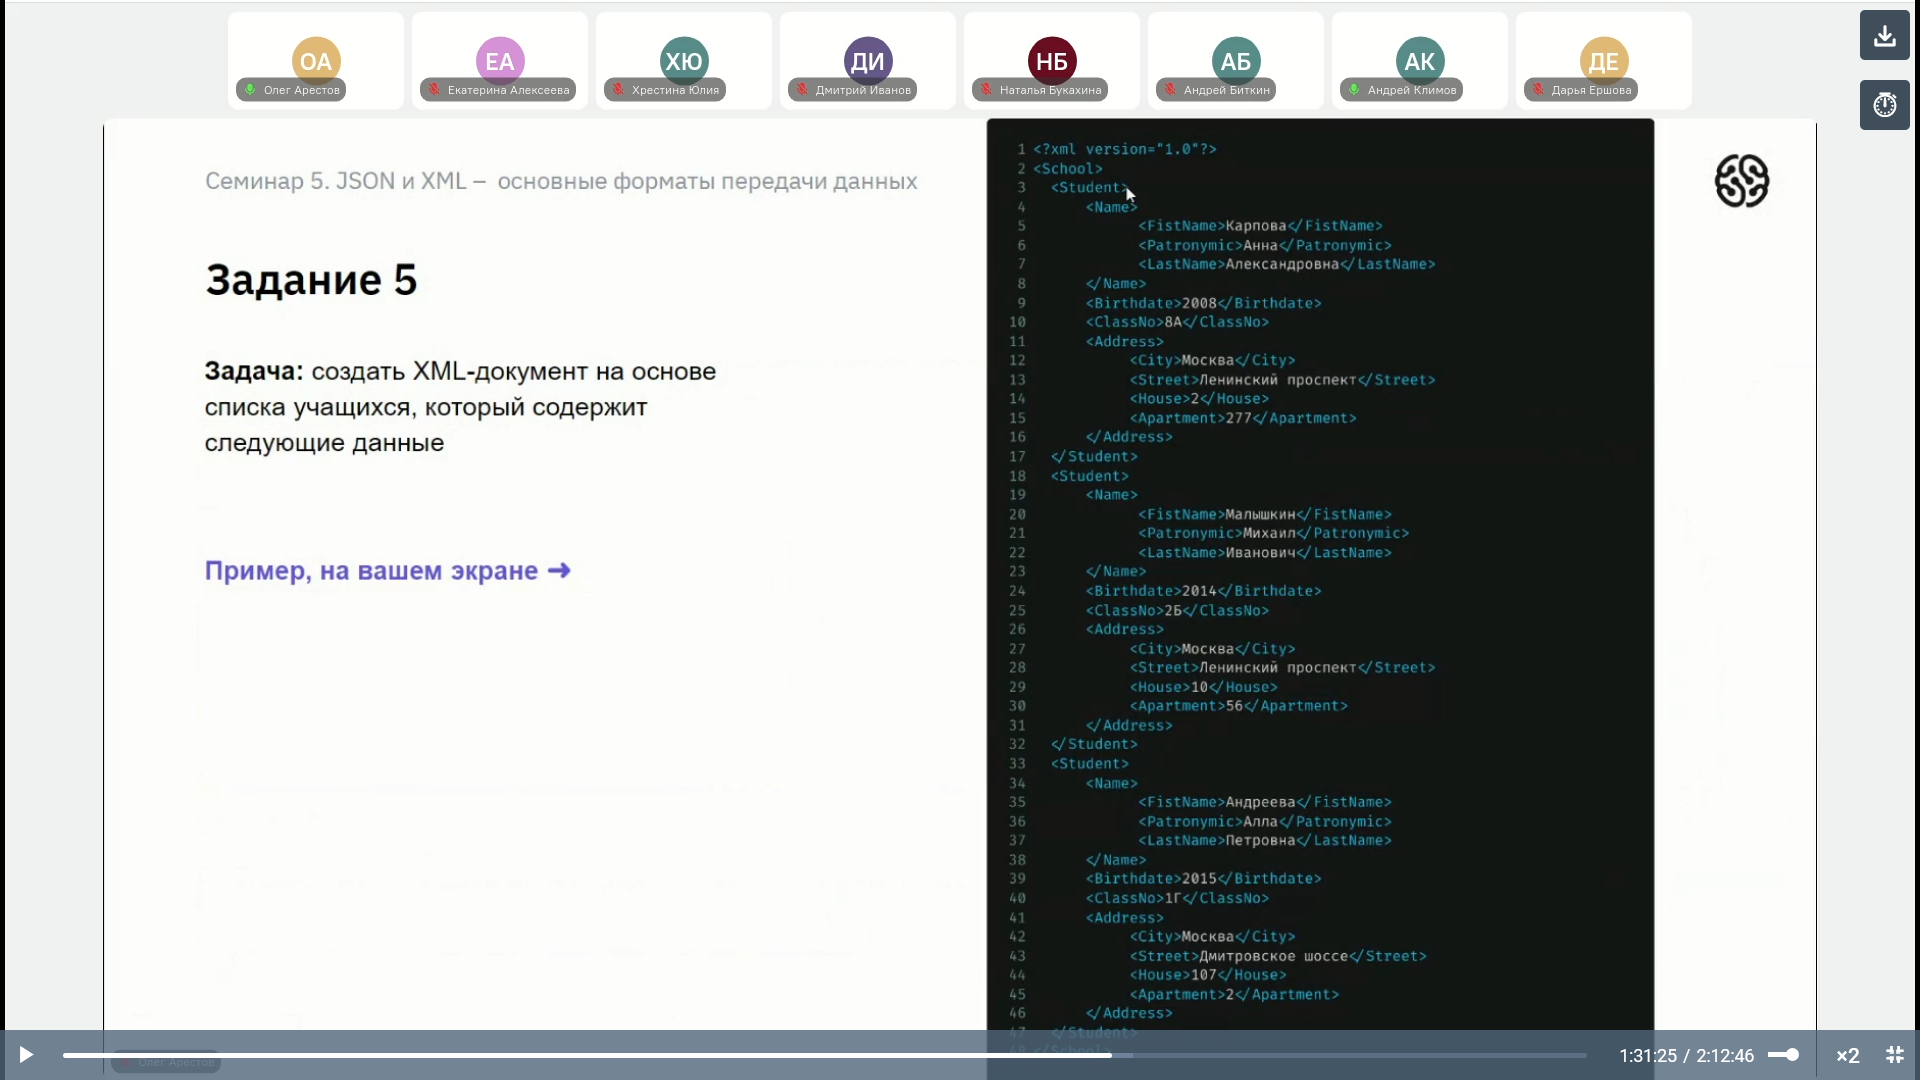 ОА
Олег Арестов
ЕА
Екатерина Алексеева
ХЮ
Хрестина Юлия
ДИ
Дмитрий Иванов
НБ
Наталья Букахина
АБ
Андрей Биткин
АК
Андрей Климов
ДЕ
Дарья Ершова
Семинар 5. JSON и XML – основные форматы передачи данных
Задание 5
Задача: создать XML-документ на основе
списка учащихся, который содержит
следующие данные
Пример, на вашем экране ➜
1 <?xml version="1.0"?>
2 <School>
3 <Student>
4 <Name>
5 <FistName>Карпова</FistName>
6 <Patronymic>Анна</Patronymic>
7 <LastName>Александровна</LastName>
8 </Name>
9 <Birthdate>2008</Birthdate>
10 <ClassNo>8А</ClassNo>
11 <Address>
12 <City>Москва</City>
13 <Street>Ленинский проспект</Street>
14 <House>2</House>
15 <Apartment>277</Apartment>
16 </Address>
17 </Student>
18 <Student>
19 <Name>
20 <FistName>Малышкин</FistName>
21 <Patronymic>Михаил</Patronymic>
22 <LastName>Иванович</LastName>
23 </Name>
24 <Birthdate>2014</Birthdate>
25 <ClassNo>2Б</ClassNo>
26 <Address>
27 <City>Москва</City>
28 <Street>Ленинский проспект</Street>
29 <House>10</House>
30 <Apartment>56</Apartment>
31 </Address>
32 </Student>
33 <Student>
34 <Name>
35 <FistName>Андреева</FistName>
36 <Patronymic>Алла</Patronymic>
37 <LastName>Петровна</LastName>
38 </Name>
39 <Birthdate>2015</Birthdate>
40 <ClassNo>1Г</ClassNo>
41 <Address>
42 <City>Москва</City>
43 <Street>Дмитровское шоссе</Street>
44 <House>107</House>
45 <Apartment>2</Apartment>
46 </Address>
47 </Student>
48 </School>
Олег Арестов
1:31:25 / 2:12:46
×2